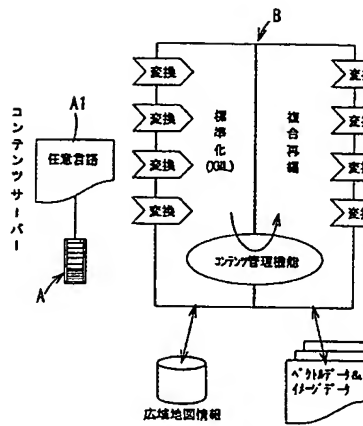 B
コンテンツサーバー
A1
任意言語
A
変換
変換
変換
変換
標準化
複合再編
変換
変換
変換
変換
コンテンツ管理機能
広域地図情報
ベクトルデータ&
イメージデータ